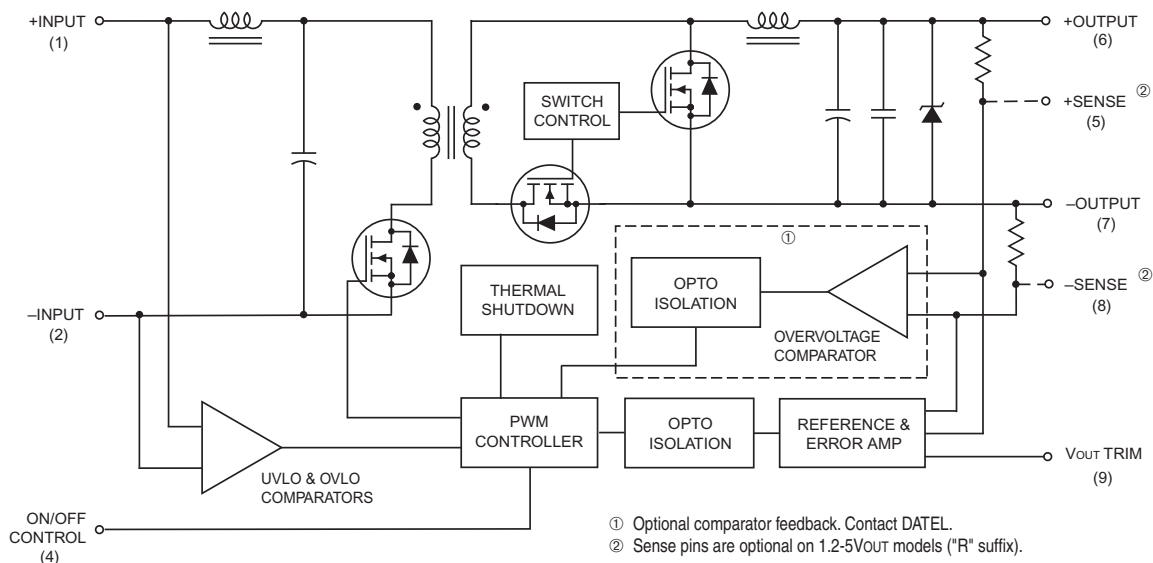 +INPUT
(1)
+OUTPUT
(6)
SWITCH
CONTROL
+SENSE ②
(5)
–OUTPUT
(7)
①
–INPUT
(2)
THERMAL
SHUTDOWN
OPTO
ISOLATION
OVERVOLTAGE
COMPARATOR
–SENSE ②
(8)
UVLO & OVLO
COMPARATORS
PWM
CONTROLLER
OPTO
ISOLATION
REFERENCE &
ERROR AMP
VOUT TRIM
(9)
ON/OFF
CONTROL
(4)
① Optional comparator feedback. Contact DATEL.
② Sense pins are optional on 1.2-5VOUT models ("R" suffix).